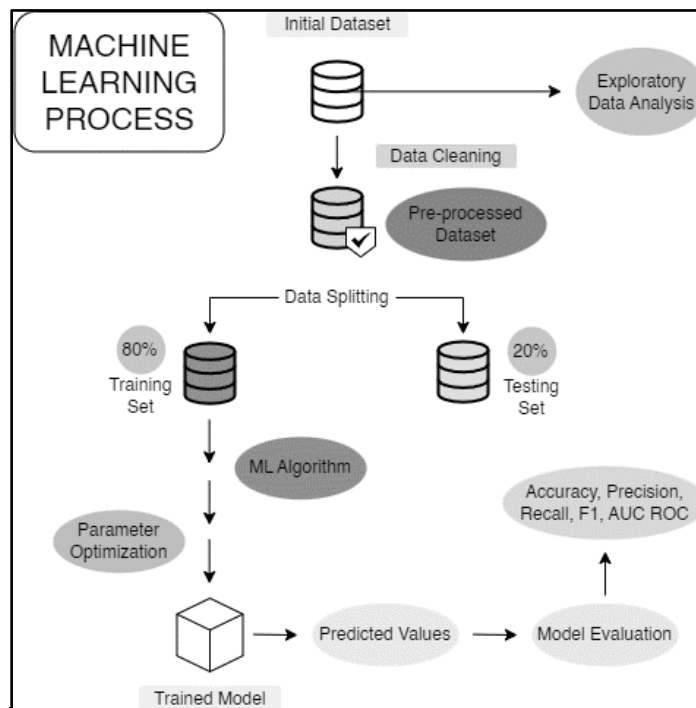 MACHINE
LEARNING
PROCESS
Initial Dataset
Exploratory
Data Analysis
Data Cleaning
Pre-processed
Dataset
Data Splitting
80%
Training
Set
20%
Testing
Set
ML Algorithm
Accuracy, Precision,
Recall, F1, AUC ROC
Parameter
Optimization
Predicted Values
Model Evaluation
Trained Model